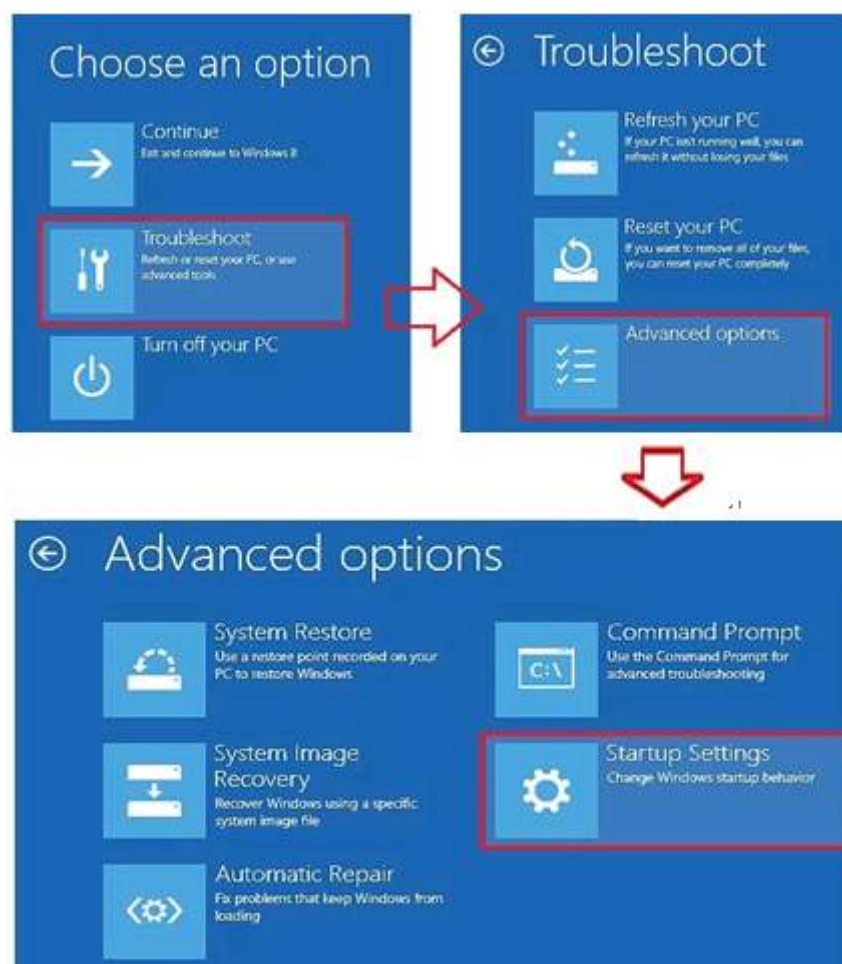 Choose an option
Continue
Exit and continue to Windows 8
Troubleshoot
Refresh or reset your PC, or use
advanced tools
Turn off your PC
Troubleshoot
Refresh your PC
If your PC isn't running well, you can
refresh it without losing your files
Reset your PC
If you want to remove all of your files,
you can reset your PC completely
Advanced options
Advanced options
System Restore
Use a restore point recorded on your
PC to restore Windows
System Image
Recovery
Recover Windows using a specific
system image file
Automatic Repair
Fix problems that keep Windows from
loading
Command Prompt
Use the Command Prompt for
advanced troubleshooting
C:\
Startup Settings
Change Windows startup behavior